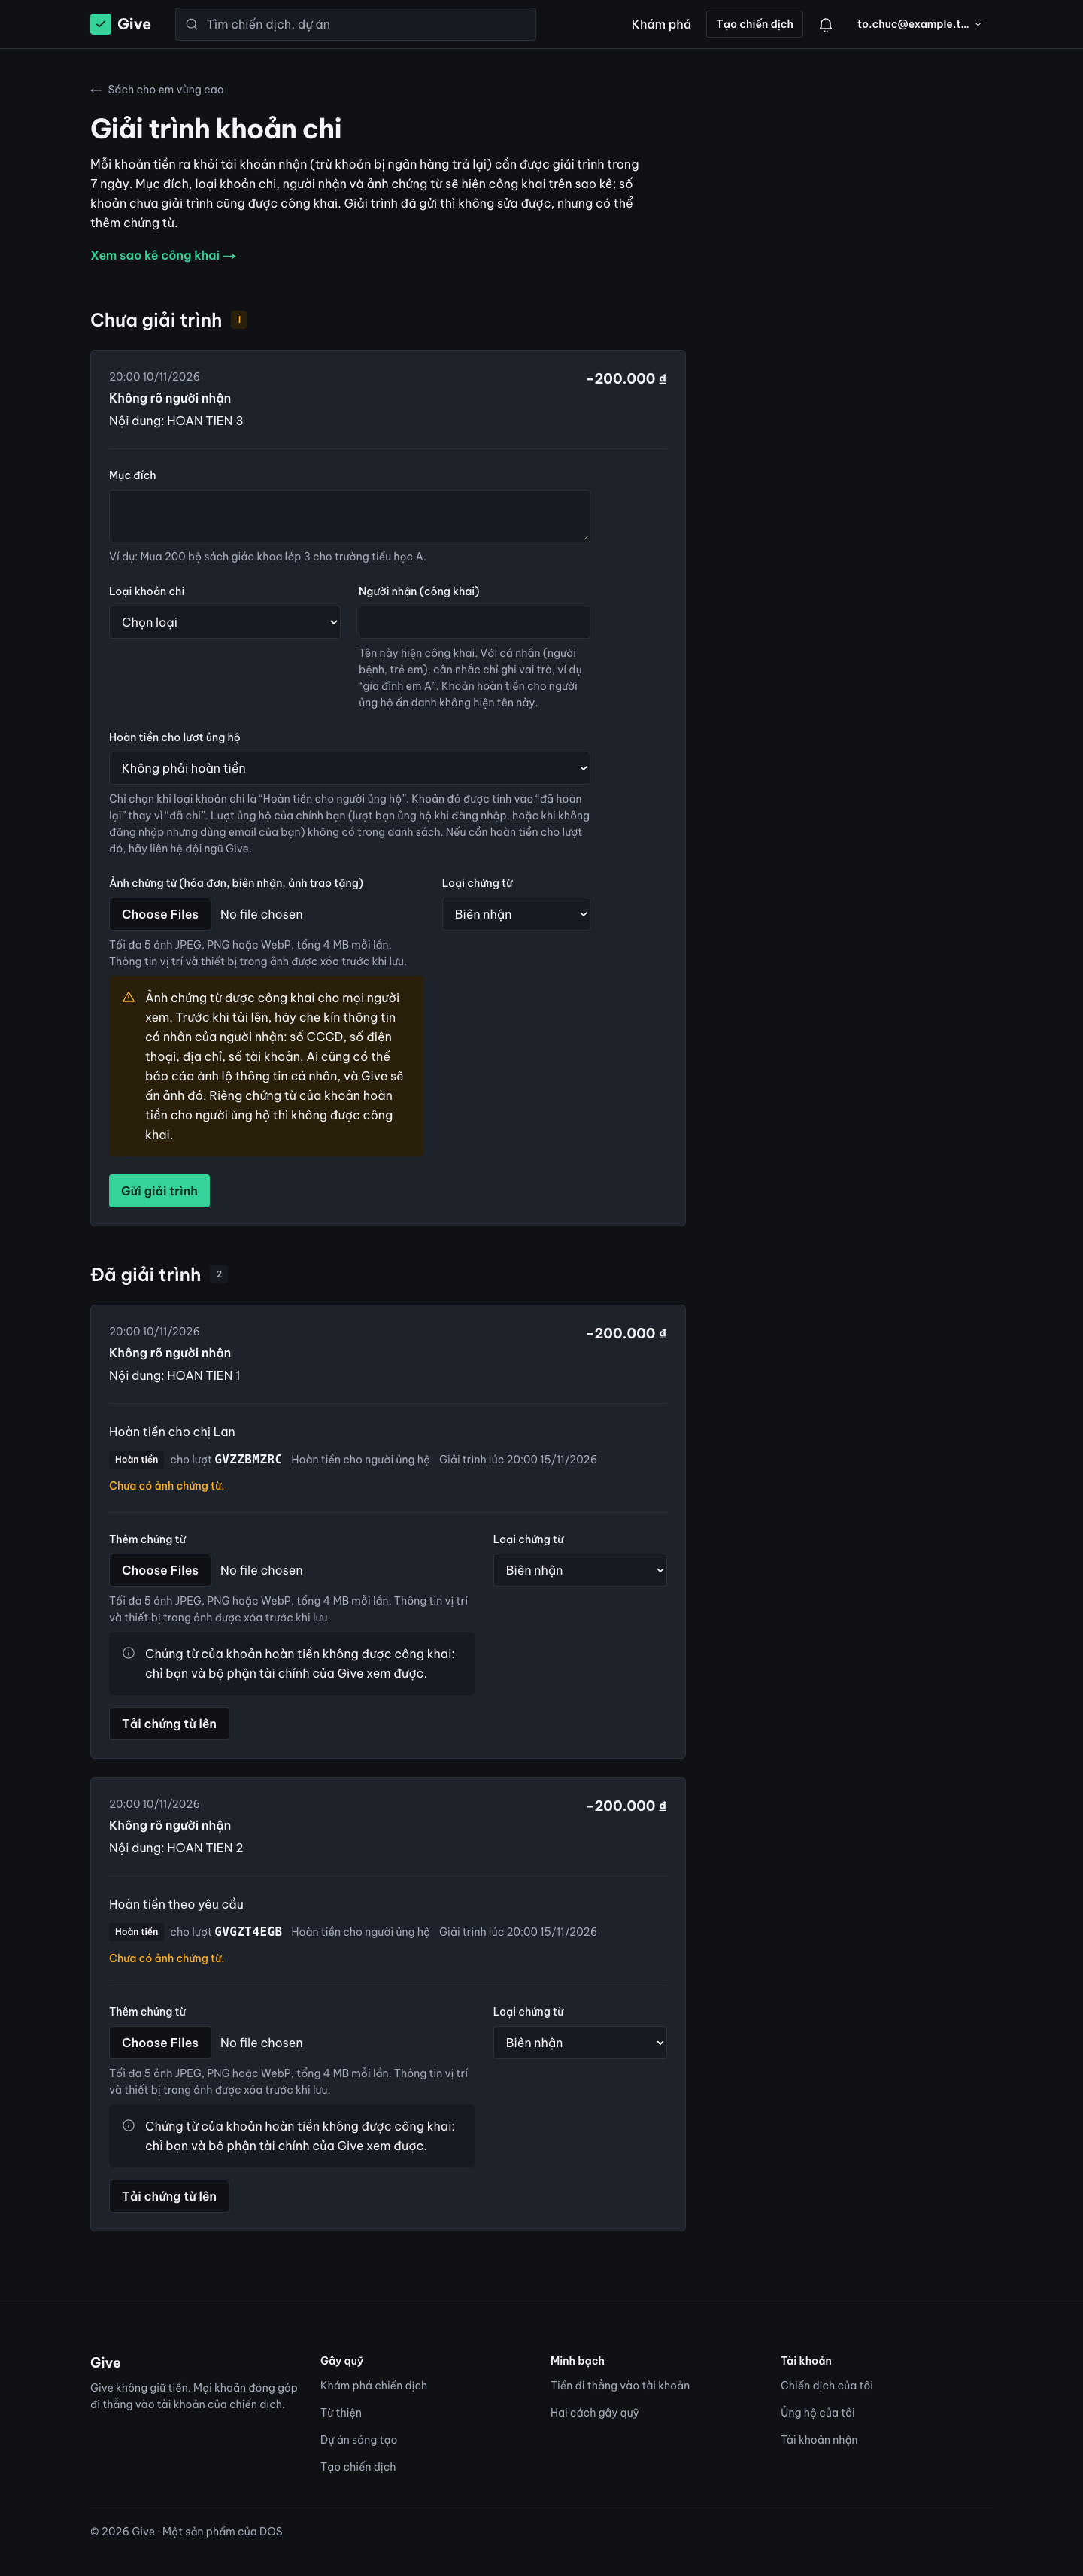 Give
Tìm chiến dịch, dự án
Khám phá
Tạo chiến dịch
to.chuc@example.t...
← Sách cho em vùng cao
Giải trình khoản chi
Mỗi khoản tiền ra khỏi tài khoản nhận (trừ khoản bị ngân hàng trả lại) cần được giải trình trong
7 ngày. Mục đích, loại khoản chi, người nhận và ảnh chứng từ sẽ hiện công khai trên sao kê; số
khoản chưa giải trình cũng được công khai. Giải trình đã gửi thì không sửa được, nhưng có thể
thêm chứng từ.
Xem sao kê công khai →
Chưa giải trình 1
20:00 10/11/2026
-200.000 ₫
Không rõ người nhận
Nội dung: HOAN TIEN 3
Mục đích
Ví dụ: Mua 200 bộ sách giáo khoa lớp 3 cho trường tiểu học A.
Loại khoản chi
Người nhận (công khai)
Chọn loại
Tên này hiện công khai. Với cá nhân (người
bệnh, trẻ em), cân nhắc chỉ ghi vai trò, ví dụ
“gia đình em A”. Khoản hoàn tiền cho người
ủng hộ ẩn danh không hiện tên này.
Hoàn tiền cho lượt ủng hộ
Không phải hoàn tiền
Chỉ chọn khi loại khoản chi là “Hoàn tiền cho người ủng hộ”. Khoản đó được tính vào “đã hoàn
lại” thay vì “đã chi”. Lượt ủng hộ của chính bạn (lượt bạn ủng hộ khi đăng nhập, hoặc khi không
đăng nhập nhưng dùng email của bạn) không có trong danh sách. Nếu cần hoàn tiền cho lượt
đó, hãy liên hệ đội ngũ Give.
Ảnh chứng từ (hóa đơn, biên nhận, ảnh trao tặng)
Loại chứng từ
Choose Files No file chosen
Biên nhận
Tối đa 5 ảnh JPEG, PNG hoặc WebP, tổng 4 MB mỗi lần.
Thông tin vị trí và thiết bị trong ảnh được xóa trước khi lưu.
Ảnh chứng từ được công khai cho mọi người
xem. Trước khi tải lên, hãy che kín thông tin
cá nhân của người nhận: số CCCD, số điện
thoại, địa chỉ, số tài khoản. Ai cũng có thể
báo cáo ảnh lộ thông tin cá nhân, và Give sẽ
ẩn ảnh đó. Riêng chứng từ của khoản hoàn
tiền cho người ủng hộ thì không được công
khai.
Gửi giải trình
Đã giải trình 2
20:00 10/11/2026
-200.000 ₫
Không rõ người nhận
Nội dung: HOAN TIEN 1
Hoàn tiền cho chị Lan
Hoàn tiền cho lượt GVZZBMZRC Hoàn tiền cho người ủng hộ Giải trình lúc 20:00 15/11/2026
Chưa có ảnh chứng từ.
Thêm chứng từ
Loại chứng từ
Choose Files No file chosen
Biên nhận
Tối đa 5 ảnh JPEG, PNG hoặc WebP, tổng 4 MB mỗi lần. Thông tin vị trí
và thiết bị trong ảnh được xóa trước khi lưu.
Chứng từ của khoản hoàn tiền không được công khai:
chỉ bạn và bộ phận tài chính của Give xem được.
Tải chứng từ lên
20:00 10/11/2026
-200.000 ₫
Không rõ người nhận
Nội dung: HOAN TIEN 2
Hoàn tiền theo yêu cầu
Hoàn tiền cho lượt GVGZT4EGB Hoàn tiền cho người ủng hộ Giải trình lúc 20:00 15/11/2026
Chưa có ảnh chứng từ.
Thêm chứng từ
Loại chứng từ
Choose Files No file chosen
Biên nhận
Tối đa 5 ảnh JPEG, PNG hoặc WebP, tổng 4 MB mỗi lần. Thông tin vị trí
và thiết bị trong ảnh được xóa trước khi lưu.
Chứng từ của khoản hoàn tiền không được công khai:
chỉ bạn và bộ phận tài chính của Give xem được.
Tải chứng từ lên
Give
Give không giữ tiền. Mọi khoản đóng góp
đi thẳng vào tài khoản của chiến dịch.
Gây quỹ
Khám phá chiến dịch
Từ thiện
Dự án sáng tạo
Tạo chiến dịch
Minh bạch
Tiền đi thẳng vào tài khoản
Hai cách gây quỹ
Tài khoản
Chiến dịch của tôi
Ủng hộ của tôi
Tài khoản nhận
© 2026 Give · Một sản phẩm của DOS